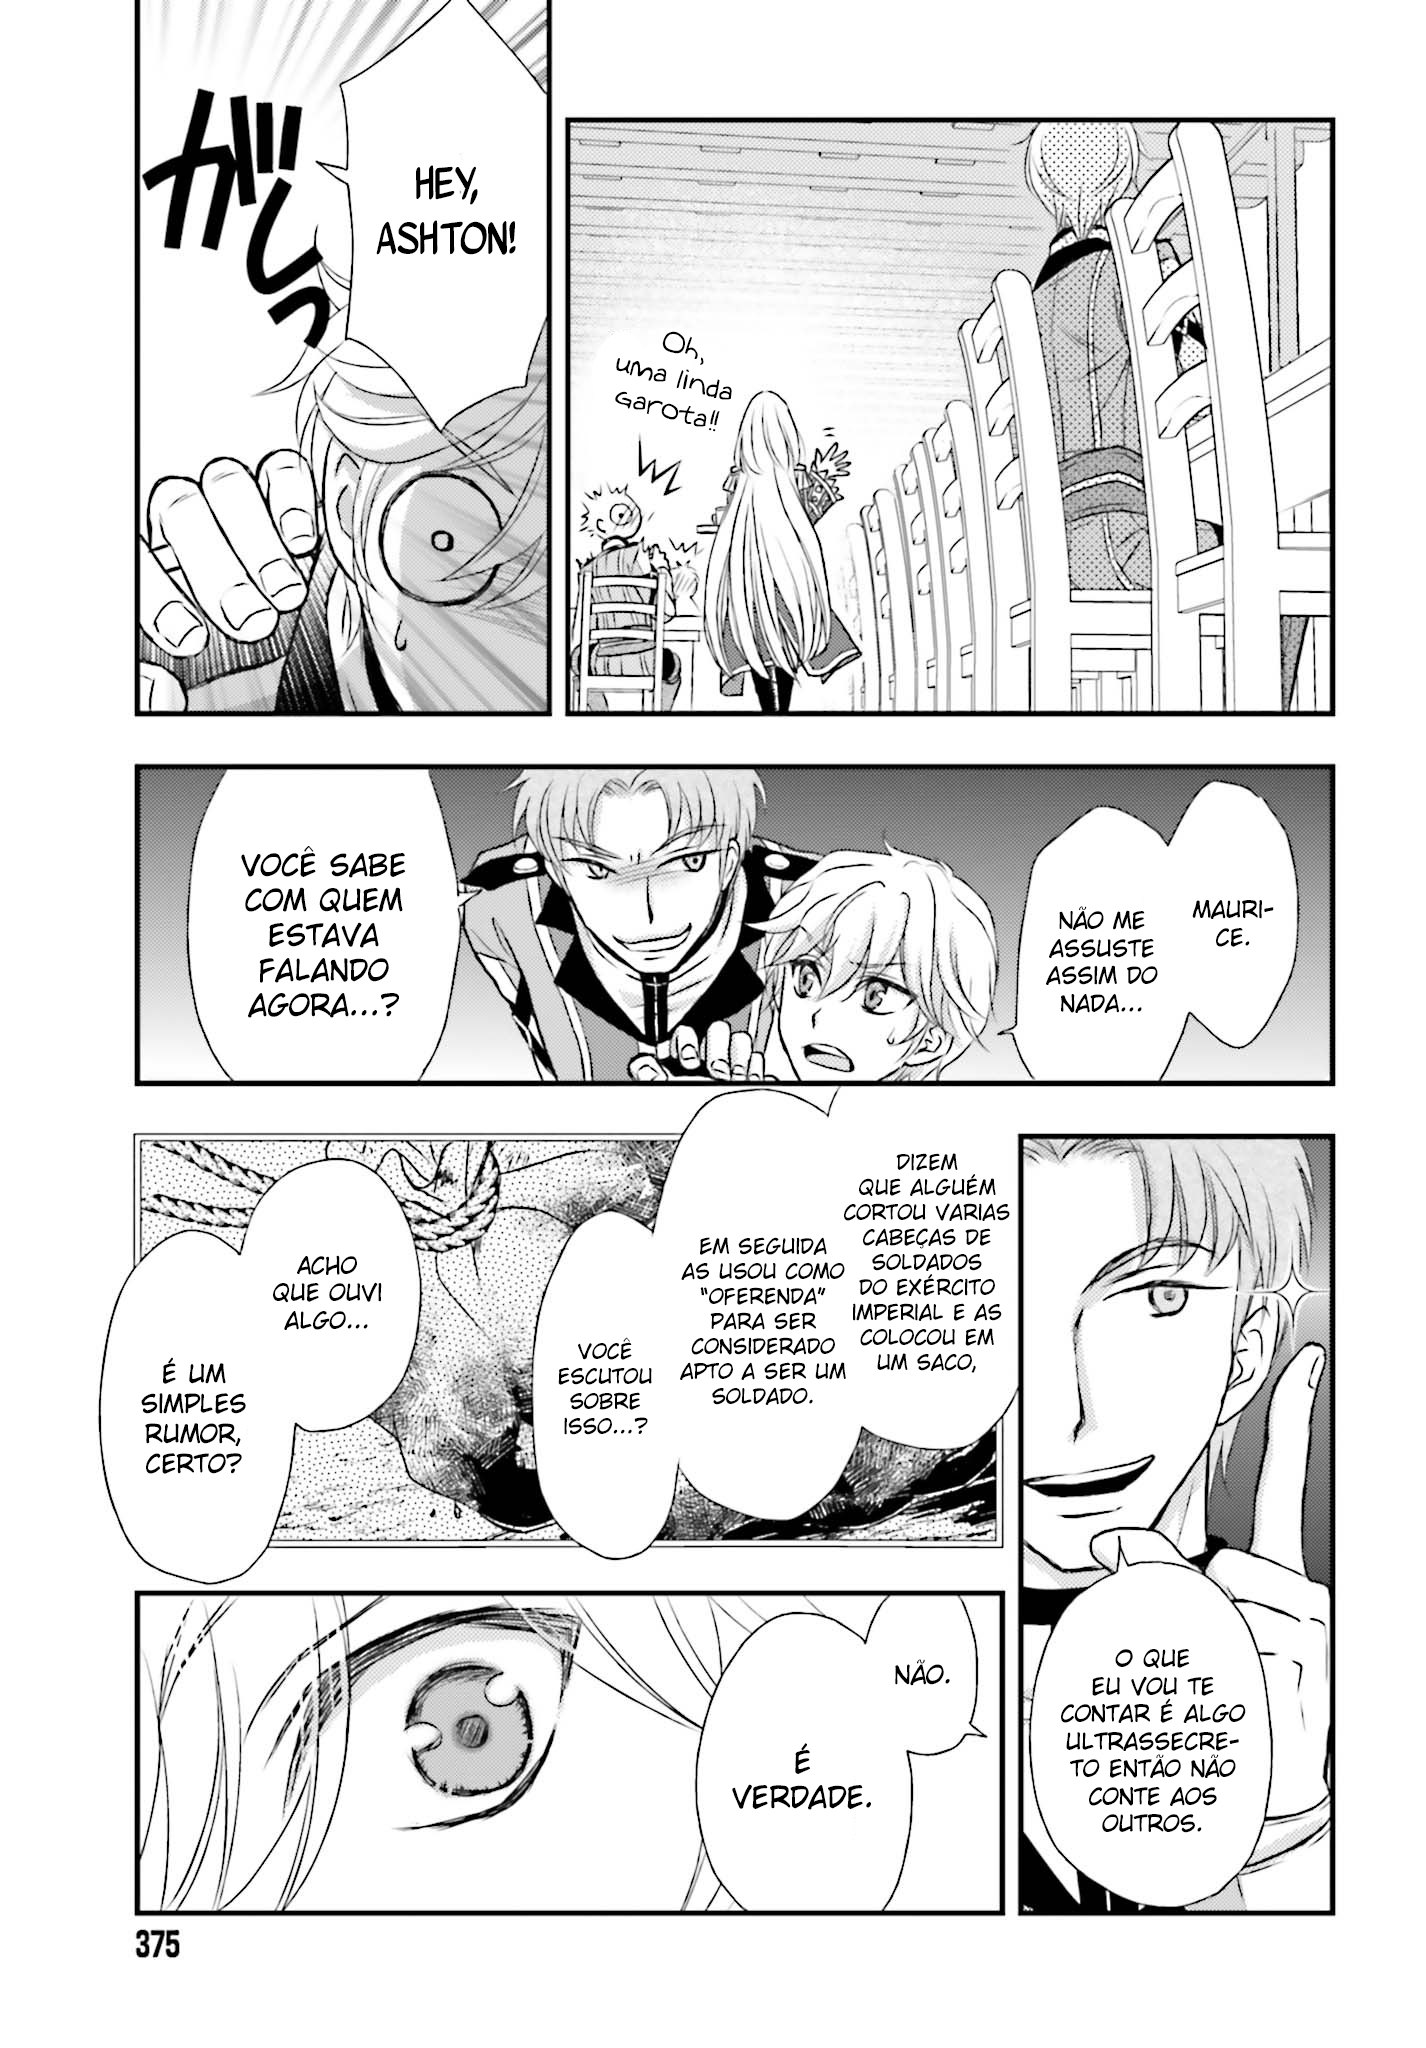 Oh,
uma linda
garota!!
HEY,
ASHTON!
ガ
シ
ッ
MAURI-
CE.
NÃO ME
ASSUSTE
ASSIM DO
NADA...
VOCÊ SABE
COM QUEM
ESTAVA
FALANDO
AGORA...?
O QUE
EU VOU TE
CONTAR É ALGO
ULTRASSECRE-
TO ENTÃO NÃO
CONTE AOS
OUTROS.
DIZEM
QUE ALGUÉM
CORTOU VARIAS
CABEÇAS DE
SOLDADOS
DO EXÉRCITO
IMPERIAL E AS
COLOCOU EM
UM SACO,
EM SEGUIDA
AS USOU COMO
"OFERENDA"
PARA SER
CONSIDERADO
APTO A SER UM
SOLDADO.
VOCÊ
ESCUTOU
SOBRE
ISSO...?
ACHO
QUE OUVI
ALGO...
É UM
SIMPLES
RUMOR,
CERTO?
NÃO.
É
VERDADE.
375